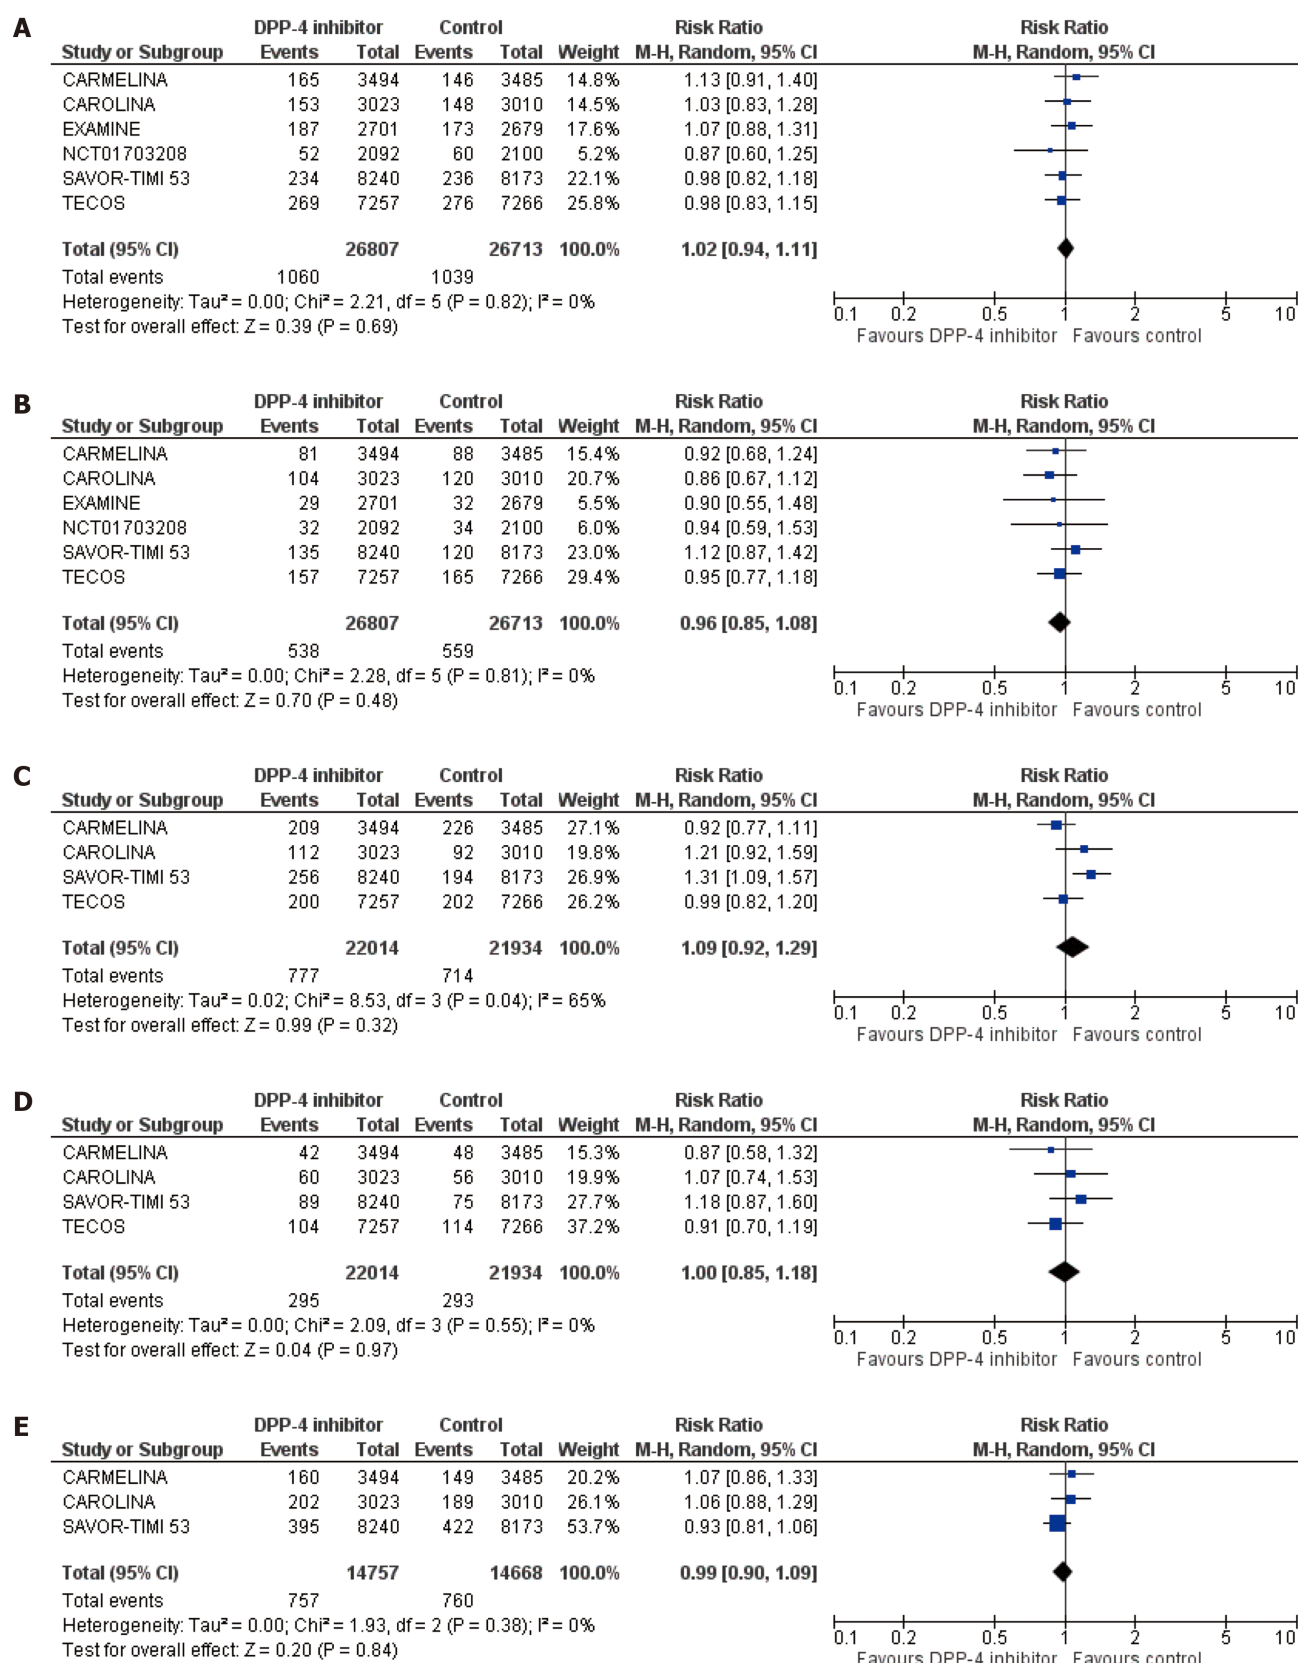 A
DPP-4 inhibitor Control Risk Ratio Risk Ratio
Study or Subgroup Events Total Events Total Weight M-H, Random, 95% CI M-H, Random, 95% CI
CARMELINA 165 3494 146 3485 14.8% 1.13 [0.91, 1.40]
CAROLINA 153 3023 148 3010 14.5% 1.03 [0.83, 1.28]
EXAMINE 187 2701 173 2679 17.6% 1.07 [0.88, 1.31]
NCT01703208 52 2092 60 2100 5.2% 0.87 [0.60, 1.25]
SAVOR-TIMI 53 234 8240 236 8173 22.1% 0.98 [0.82, 1.18]
TECOS 269 7257 276 7266 25.8% 0.98 [0.83, 1.15]
Total (95% CI) 26807 26713 100.0% 1.02 [0.94, 1.11]
Total events 1060 1039
Heterogeneity: Tau² = 0.00; Chi² = 2.21, df = 5 (P = 0.82); I² = 0%
Test for overall effect: Z = 0.39 (P = 0.69)
0.1 0.2 0.5 1 2 5 10
Favours DPP-4 inhibitor Favours control
B
DPP-4 inhibitor Control Risk Ratio Risk Ratio
Study or Subgroup Events Total Events Total Weight M-H, Random, 95% CI M-H, Random, 95% CI
CARMELINA 81 3494 88 3485 15.4% 0.92 [0.68, 1.24]
CAROLINA 104 3023 120 3010 20.7% 0.86 [0.67, 1.12]
EXAMINE 29 2701 32 2679 5.5% 0.90 [0.55, 1.48]
NCT01703208 32 2092 34 2100 6.0% 0.94 [0.59, 1.53]
SAVOR-TIMI 53 135 8240 120 8173 23.0% 1.12 [0.87, 1.42]
TECOS 157 7257 165 7266 29.4% 0.95 [0.77, 1.18]
Total (95% CI) 26807 26713 100.0% 0.96 [0.85, 1.08]
Total events 538 559
Heterogeneity: Tau² = 0.00; Chi² = 2.28, df = 5 (P = 0.81); I² = 0%
Test for overall effect: Z = 0.70 (P = 0.48)
0.1 0.2 0.5 1 2 5 10
Favours DPP-4 inhibitor Favours control
C
DPP-4 inhibitor Control Risk Ratio Risk Ratio
Study or Subgroup Events Total Events Total Weight M-H, Random, 95% CI M-H, Random, 95% CI
CARMELINA 209 3494 226 3485 27.1% 0.92 [0.77, 1.11]
CAROLINA 112 3023 92 3010 19.8% 1.21 [0.92, 1.59]
SAVOR-TIMI 53 256 8240 194 8173 26.9% 1.31 [1.09, 1.57]
TECOS 200 7257 202 7266 26.2% 0.99 [0.82, 1.20]
Total (95% CI) 22014 21934 100.0% 1.09 [0.92, 1.29]
Total events 777 714
Heterogeneity: Tau² = 0.02; Chi² = 8.53, df = 3 (P = 0.04); I² = 65%
Test for overall effect: Z = 0.99 (P = 0.32)
0.1 0.2 0.5 1 2 5 10
Favours DPP-4 inhibitor Favours control
D
DPP-4 inhibitor Control Risk Ratio Risk Ratio
Study or Subgroup Events Total Events Total Weight M-H, Random, 95% CI M-H, Random, 95% CI
CARMELINA 42 3494 48 3485 15.3% 0.87 [0.58, 1.32]
CAROLINA 60 3023 56 3010 19.9% 1.07 [0.74, 1.53]
SAVOR-TIMI 53 89 8240 75 8173 27.7% 1.18 [0.87, 1.60]
TECOS 104 7257 114 7266 37.2% 0.91 [0.70, 1.19]
Total (95% CI) 22014 21934 100.0% 1.00 [0.85, 1.18]
Total events 295 293
Heterogeneity: Tau² = 0.00; Chi² = 2.09, df = 3 (P = 0.55); I² = 0%
Test for overall effect: Z = 0.04 (P = 0.97)
0.1 0.2 0.5 1 2 5 10
Favours DPP-4 inhibitor Favours control
E
DPP-4 inhibitor Control Risk Ratio Risk Ratio
Study or Subgroup Events Total Events Total Weight M-H, Random, 95% CI M-H, Random, 95% CI
CARMELINA 160 3494 149 3485 20.2% 1.07 [0.86, 1.33]
CAROLINA 202 3023 189 3010 26.1% 1.06 [0.88, 1.29]
SAVOR-TIMI 53 395 8240 422 8173 53.7% 0.93 [0.81, 1.06]
Total (95% CI) 14757 14668 100.0% 0.99 [0.90, 1.09]
Total events 757 760
Heterogeneity: Tau² = 0.00; Chi² = 1.93, df = 2 (P = 0.38); I² = 0%
Test for overall effect: Z = 0.20 (P = 0.84)
0.1 0.2 0.5 1 2 5 10
Favours DPP-4 inhibitor Favours control